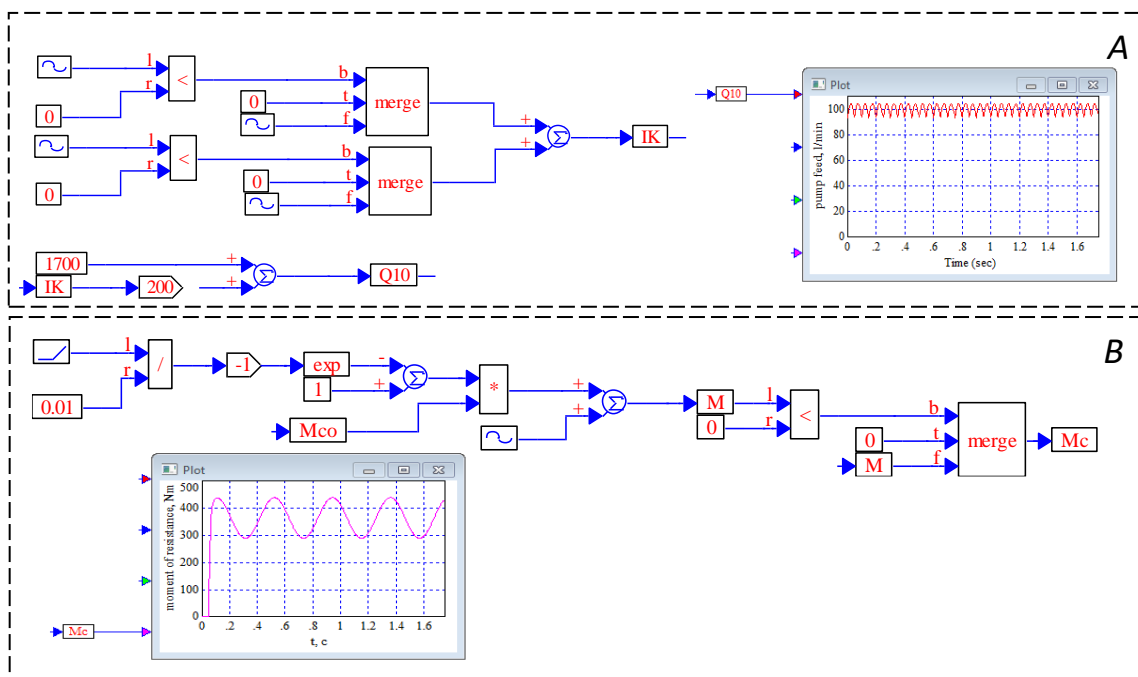 A
l
<
r
0
b
0
t
merge
f
l
<
r
0
b
0
t
merge
f
+
Σ
+
IK
1700
+
Σ
IK
200
+
Q10
Q10
Plot
pump feed, l/min
100
80
60
40
20
0
0 .2 .4 .6 .8 1 1.2 1.4 1.6
Time (sec)
B
l
/
r
0.01
-1
exp
-
Σ
1
+
Mco
*
+
Σ
+
M
l
<
0
r
b
0
t
merge
M
f
Mc
Plot
moment of resistance, Nm
500
400
300
200
100
0
0 .2 .4 .6 .8 1 1.2 1.4 1.6
t, c
Mc